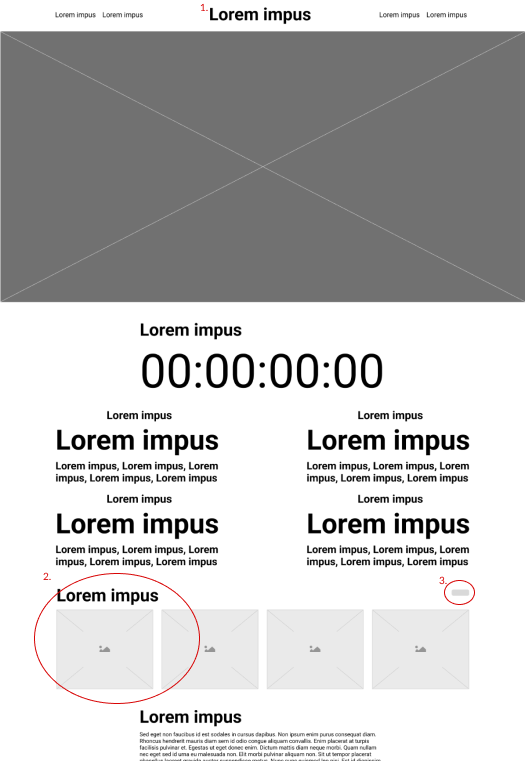 1.
Lorem impus Lorem impus Lorem impus Lorem impus Lorem impus
Lorem impus
00:00:00:00
Lorem impus
Lorem impus
Lorem impus, Lorem impus, Lorem
impus, Lorem impus, Lorem impus
Lorem impus
Lorem impus
Lorem impus, Lorem impus, Lorem
impus, Lorem impus, Lorem impus
Lorem impus
Lorem impus
Lorem impus, Lorem impus, Lorem
impus, Lorem impus, Lorem impus
Lorem impus
Lorem impus
Lorem impus, Lorem impus, Lorem
impus, Lorem impus, Lorem impus
2.
Lorem impus
3.
Lorem impus
Sed eget non faucibus id est sodales in cursus dapibus. Non ipsum enim purus consequat diam.
Rhoncus hendrerit mauris diam sem id odio congue aliquam convallis. Enim placerat at turpis
facilisis pulvinar et. Egestas ut eget donec enim. Dictum mattis diam neque morbi. Quam nullam
nec eget sed id urna eu malesuada non. Elit morbi pulvinar aliquam non. Sit ut tempor placerat